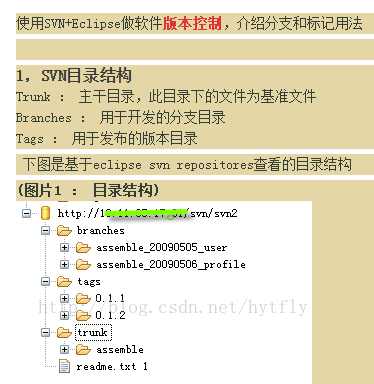 使用SVN+Eclipse做软件版本控制，介绍分支和标记用法
1，SVN目录结构
Trunk ： 主干目录，此目录下的文件为基准文件
Branches ： 用于开发的分支目录
Tags ： 用于发布的版本目录
下图是基于eclipse svn repositores查看的目录结构
(图片1 ： 目录结构)
/svn/svn2
branches
assemble_20090505_user
assemble_20090506_profile
tags
0.1.1
0.1.2
trunk
assemble
readme.txt 1
http://blog.csdn.net/hytfly